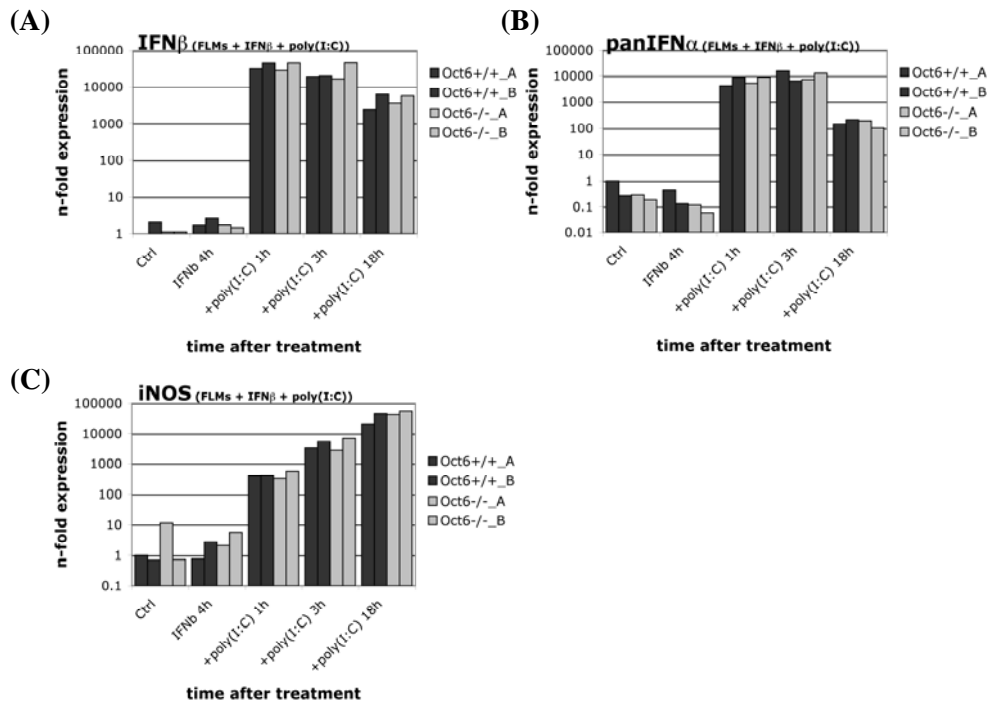 (A)
IFNβ (FLMs + IFNβ + poly(I:C))
n-fold expression
100000
10000
1000
100
10
1
Ctrl
IFNb 4h
+poly(I:C) 1h
+poly(I:C) 3h
+poly(I:C) 18h
time after treatment
Oct6+/+_A
Oct6+/+_B
Oct6-/-_A
Oct6-/-_B
(B)
panIFNα (FLMs + IFNβ + poly(I:C))
n-fold expression
100000
10000
1000
100
10
1
0.1
0.01
Ctrl
IFNb 4h
+poly(I:C) 1h
+poly(I:C) 3h
+poly(I:C) 18h
time after treatment
Oct6+/+_A
Oct6+/+_B
Oct6-/-_A
Oct6-/-_B
(C)
iNOS (FLMs + IFNβ + poly(I:C))
n-fold expression
100000
10000
1000
100
10
1
0.1
Ctrl
IFNb 4h
+poly(I:C) 1h
+poly(I:C) 3h
+poly(I:C) 18h
time after treatment
Oct6+/+_A
Oct6+/+_B
Oct6-/-_A
Oct6-/-_B